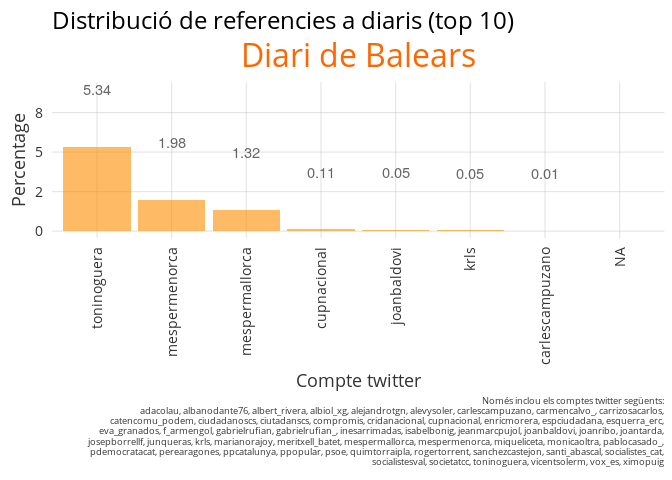 Distribució de referencies a diaris (top 10)
Diari de Balears
5.34
1.98
1.32
0.11
0.05
0.05
0.01
Percentage
8
5
2
0
toninoguera
mespermenorca
mespermallorca
cupnacional
joanbaldovi
krls
carlescampuzano
NA
Compte twitter
Només inclou els comptes twitter següents:
adacolau, albanodante76, albert_rivera, albiol_xg, alejandrotgn, alevysoler, carlescampuzano, carmencalvo_, carrizosacarlos,
catencomu_podem, ciudadanoscs, ciutadanscs, compromis, cridanacional, cupnacional, enricmorera, espciudadana, esquerra_erc,
eva_granados, f_armengol, gabrielrufian, gabrielrufian_, inesarrimadas, isabelbonig, jeanmarcpujol, joanbaldovi, joanribo, joantarda,
josepborrellf, junqueras, krls, marianorajoy, meritxell_batet, mespermallorca, mespermenorca, miqueliceta, monicaoltra, pablocasado_,
pdemocratacat, perearagones, ppcatalunya, ppopular, psoe, quimtorraipla, rogertorrent, sanchezcastejon, santi_abascal, socialistes_cat,
socialistesval, societatcc, toninoguera, vicentsolerm, vox_es, ximopuig